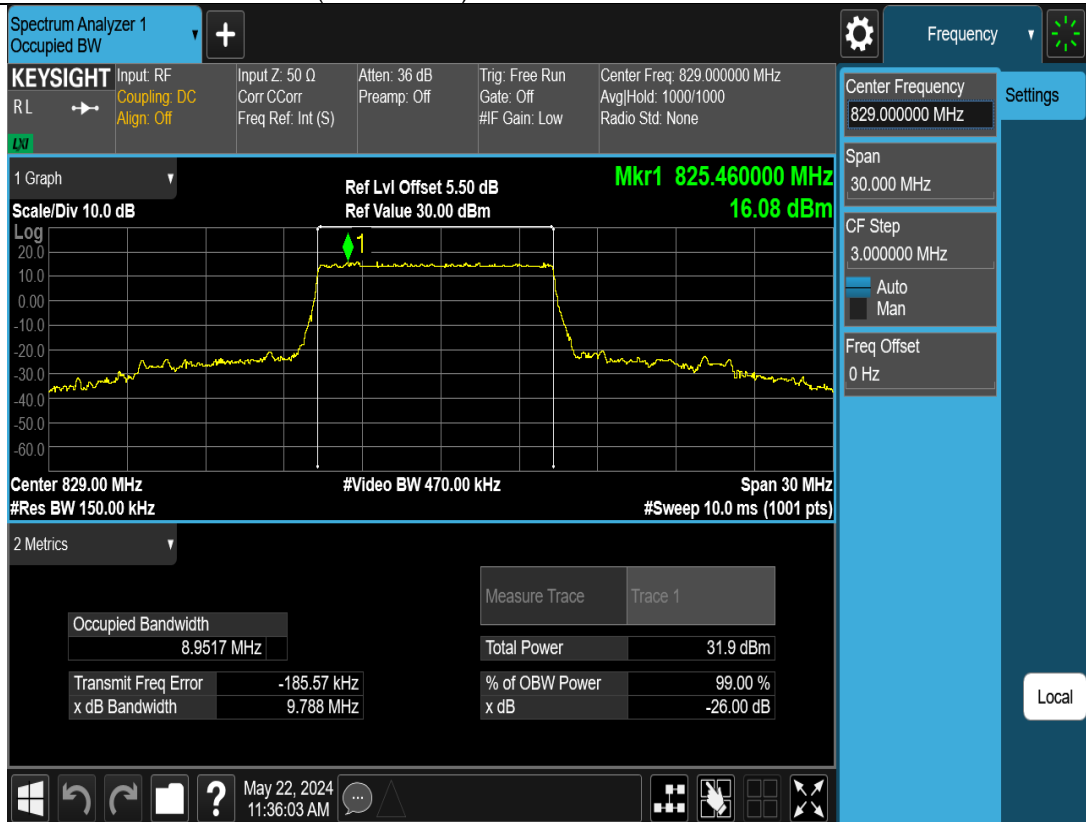 Spectrum Analyzer 1
Occupied BW
+
Frequency
KEYSIGHT
RL
LXI
Input: RF
Coupling: DC
Align: Off
Input Z: 50 Ω
Corr CCorr
Freq Ref: Int (S)
Atten: 36 dB
Preamp: Off
Trig: Free Run
Gate: Off
#IF Gain: Low
Center Freq: 829.000000 MHz
Avg|Hold: 1000/1000
Radio Std: None
Center Frequency
829.000000 MHz
Settings
Span
30.000 MHz
CF Step
3.000000 MHz
Auto
Man
Freq Offset
0 Hz
Local
1 Graph
Scale/Div 10.0 dB
Ref Lvl Offset 5.50 dB
Ref Value 30.00 dBm
Mkr1 825.460000 MHz
16.08 dBm
Log
1
20.0
10.0
0.00
-10.0
-20.0
-30.0
-40.0
-50.0
-60.0
Center 829.00 MHz
#Video BW 470.00 kHz
Span 30 MHz
#Res BW 150.00 kHz
#Sweep 10.0 ms (1001 pts)
2 Metrics
Measure Trace Trace 1
Occupied Bandwidth
8.9517 MHz
Total Power 31.9 dBm
Transmit Freq Error -185.57 kHz
% of OBW Power 99.00 %
x dB Bandwidth 9.788 MHz
x dB -26.00 dB
?
May 22, 2024
11:36:03 AM